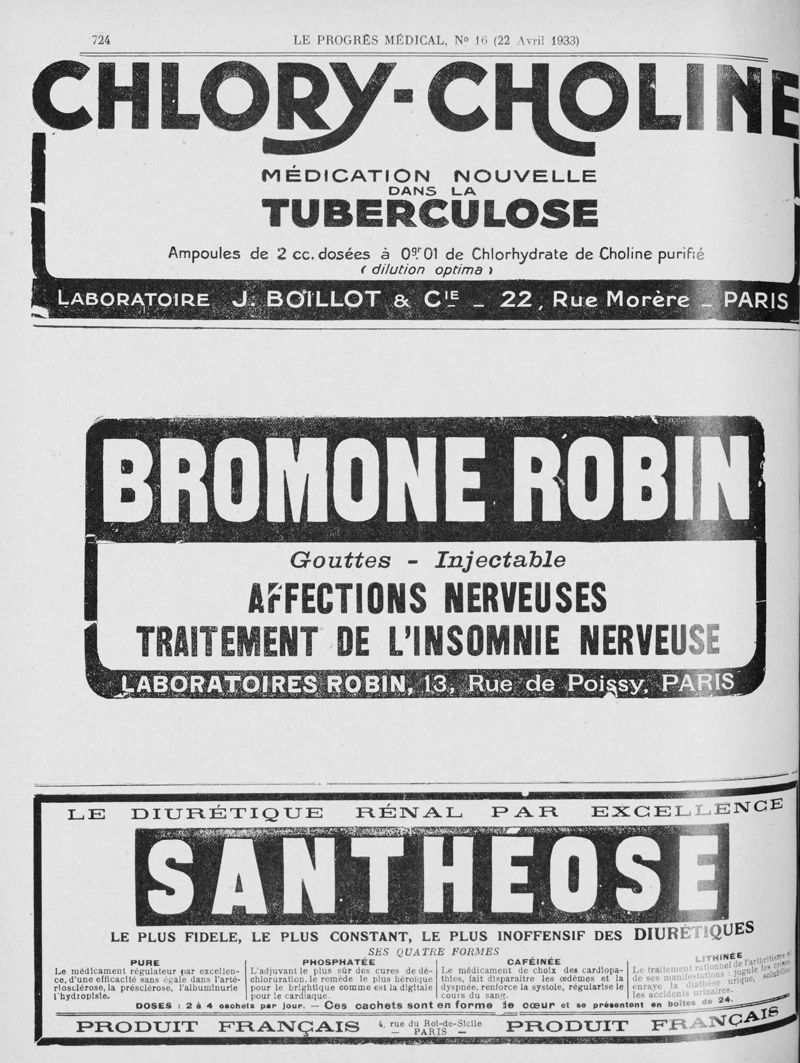 724
LE PROGRÈS MÉDICAL, Nº 16 (22 Avril 1933)
CHLORY-CHOLINE
MÉDICATION NOUVELLE
DANS LA
TUBERCULOSE
Ampoules de 2 cc. dosées à 0gr01 de Chlorhydrate de Choline purifié
( dilution optima )
LABORATOIRE J. BOILLOT & CIE _ 22, Rue Morère _ PARIS
BROMONE ROBIN
Gouttes - Injectable
AFFECTIONS NERVEUSES
TRAITEMENT DE L'INSOMNIE NERVEUSE
LABORATOIRES ROBIN, 13, Rue de Poissy, PARIS
LE DIURÉTIQUE RÉNAL PAR EXCELLENCE
SANTHÉOSE
LE PLUS FIDELE, LE PLUS CONSTANT, LE PLUS INOFFENSIF DES DIURÉTIQUES
SES QUATRE FORMES
PURE
Le médicament régulateur par excellen-
ce, d'une efficacité sans égale dans l'arté-
riosclérose, la présclérose, l'albuminurie
l'hydropisie.
PHOSPHATÉE
L'adjuvant le plus sûr des cures de dé-
chloruration, le remède le plus héroïque
pour le brightique comme est la digitale
pour le cardiaque.
CAFÉINÉE
Le médicament de choix des cardiopa-
thies, fait disparaître les œdèmes et la
dyspnée, renforce la systole, régularise le
cours du sang.
LITHINÉE
Le traitement rationnel de l'arthritisme et
de ses manifestations : jugule les crises
enraye la diathèse urique, solubilise
les accidents urinaires.
DOSES : 2 à 4 cachets par jour. — Ces cachets sont en forme de cœur et se présentent en boîtes de 24.
PRODUIT FRANÇAIS
4, rue du Roi-de-Sicile
— PARIS —
PRODUIT FRANÇAIS